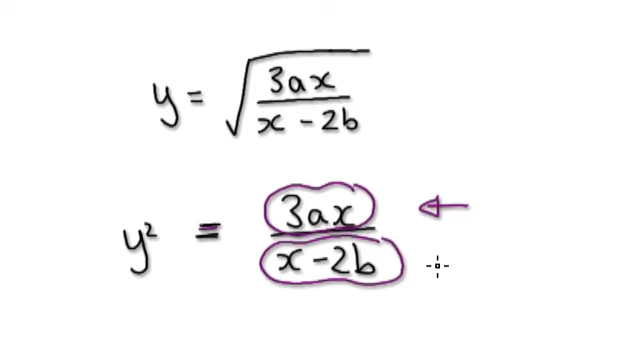 y = √(3ax / (x - 2b))
y² = 3ax / (x - 2b)